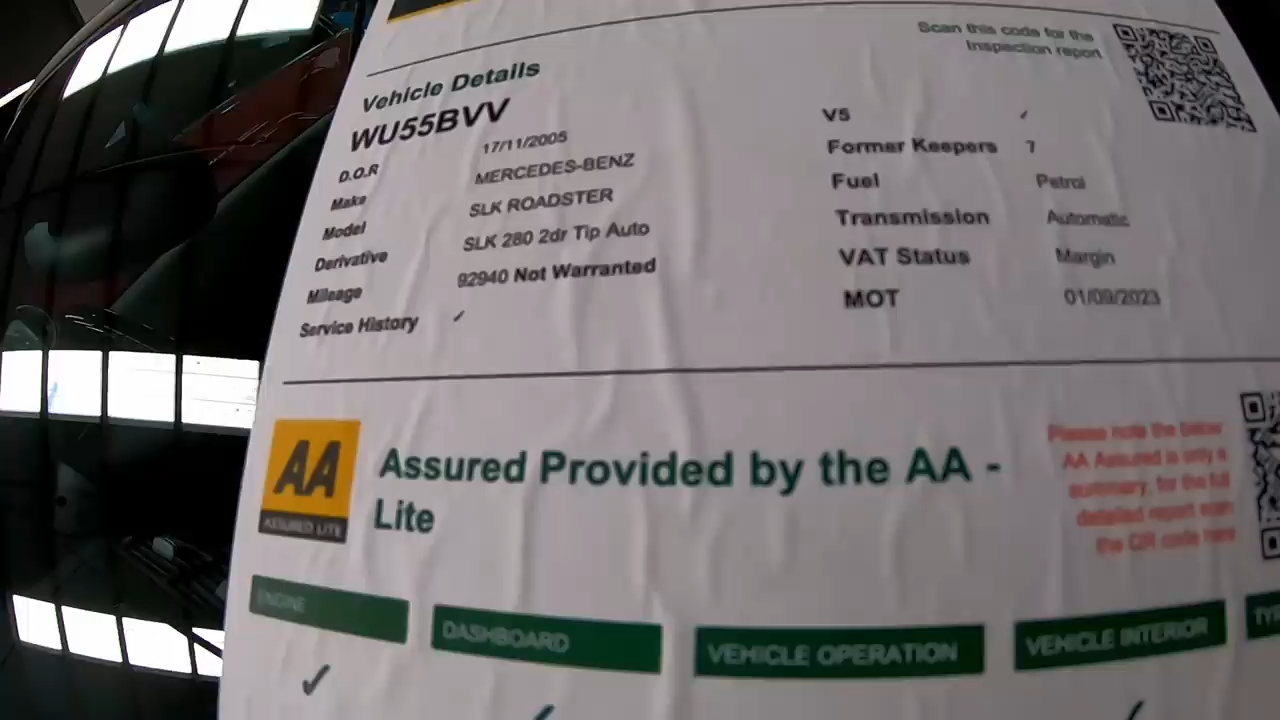 Scan this code for the
Inspection report
Vehicle Details
WU55BVV
D.O.R 17/11/2005
Make MERCEDES-BENZ
Model SLK ROADSTER
Derivative SLK 280 2dr Tip Auto
Mileage 92940 Not Warranted
Service History ✓
V5 ✓
Former Keepers 7
Fuel Petrol
Transmission Automatic
VAT Status Margin
MOT 01/09/2023
AA
ASSURED LITE
Assured Provided by the AA -
Lite
Please note the below
AA Assured is only a
summary, for the full
detailed report scan
the QR code here
ENGINE
DASHBOARD
VEHICLE OPERATION
VEHICLE INTERIOR